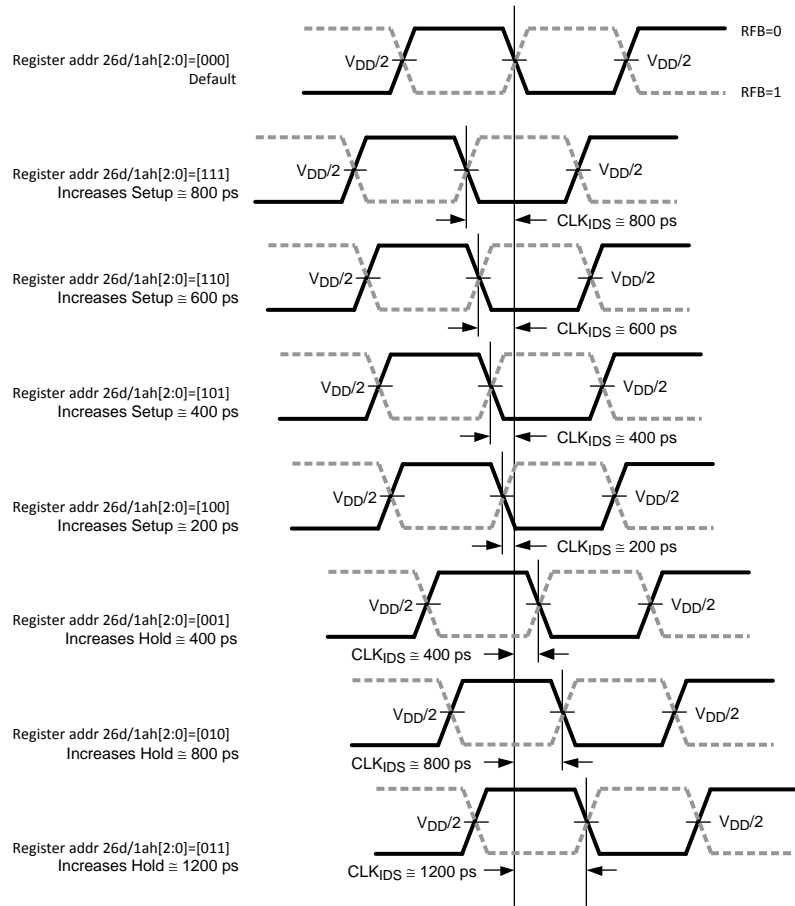 Register addr 26d/1ah[2:0]=[000]
Default
VDD/2
VDD/2
RFB=0
RFB=1
Register addr 26d/1ah[2:0]=[111]
Increases Setup ≅ 800 ps
VDD/2
VDD/2
CLKIDS ≅ 800 ps
Register addr 26d/1ah[2:0]=[110]
Increases Setup ≅ 600 ps
VDD/2
VDD/2
CLKIDS ≅ 600 ps
Register addr 26d/1ah[2:0]=[101]
Increases Setup ≅ 400 ps
VDD/2
VDD/2
CLKIDS ≅ 400 ps
Register addr 26d/1ah[2:0]=[100]
Increases Setup ≅ 200 ps
VDD/2
VDD/2
CLKIDS ≅ 200 ps
Register addr 26d/1ah[2:0]=[001]
Increases Hold ≅ 400 ps
VDD/2
VDD/2
CLKIDS ≅ 400 ps
Register addr 26d/1ah[2:0]=[010]
Increases Hold ≅ 800 ps
VDD/2
VDD/2
CLKIDS ≅ 800 ps
Register addr 26d/1ah[2:0]=[011]
Increases Hold ≅ 1200 ps
VDD/2
VDD/2
CLKIDS ≅ 1200 ps